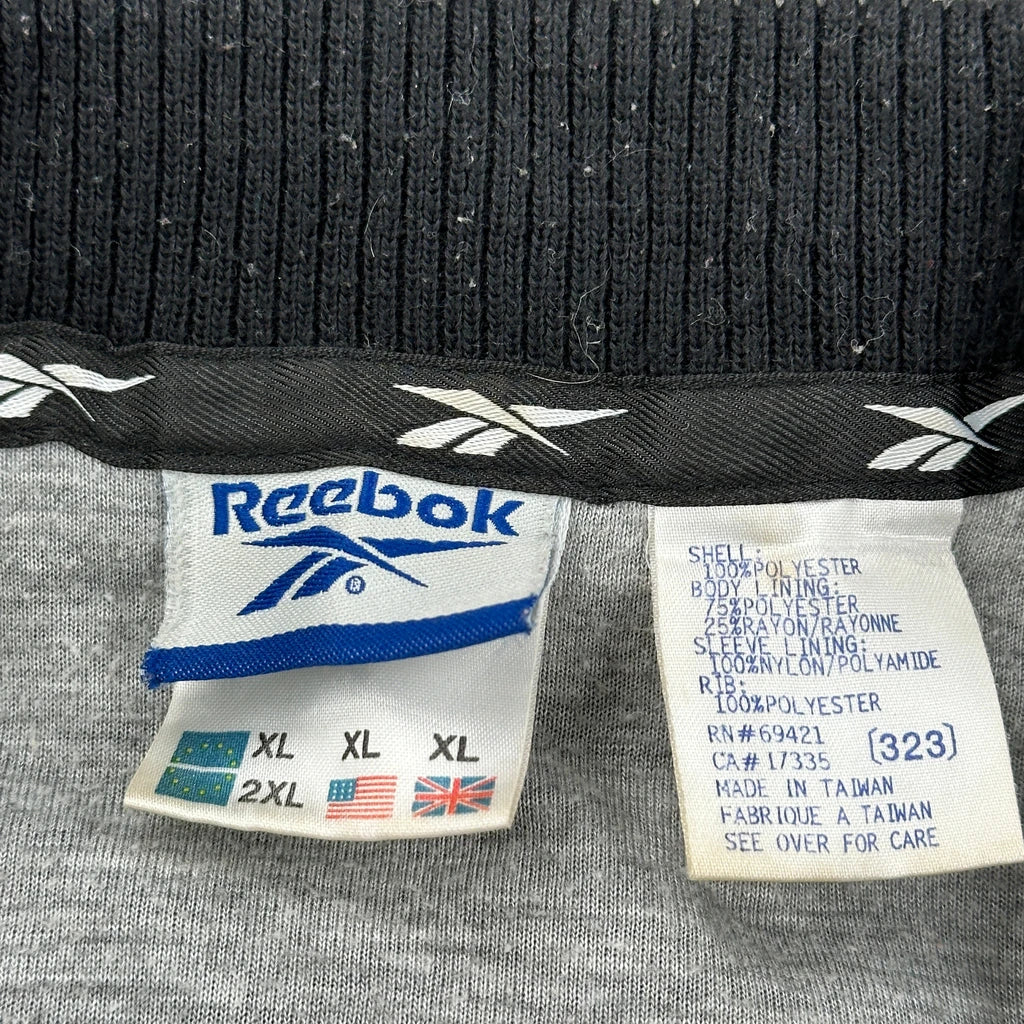 Reebok
®
XL XL XL
2XL
SHELL:
100%POLYESTER
BODY LINING:
75%POLYESTER
25%RAYON/RAYONNE
SLEEVE LINING:
100%NYLON/POLYAMIDE
RIB:
100%POLYESTER
RN#69421
CA#17335 (323)
MADE IN TAIWAN
FABRIQUE A TAIWAN
SEE OVER FOR CARE